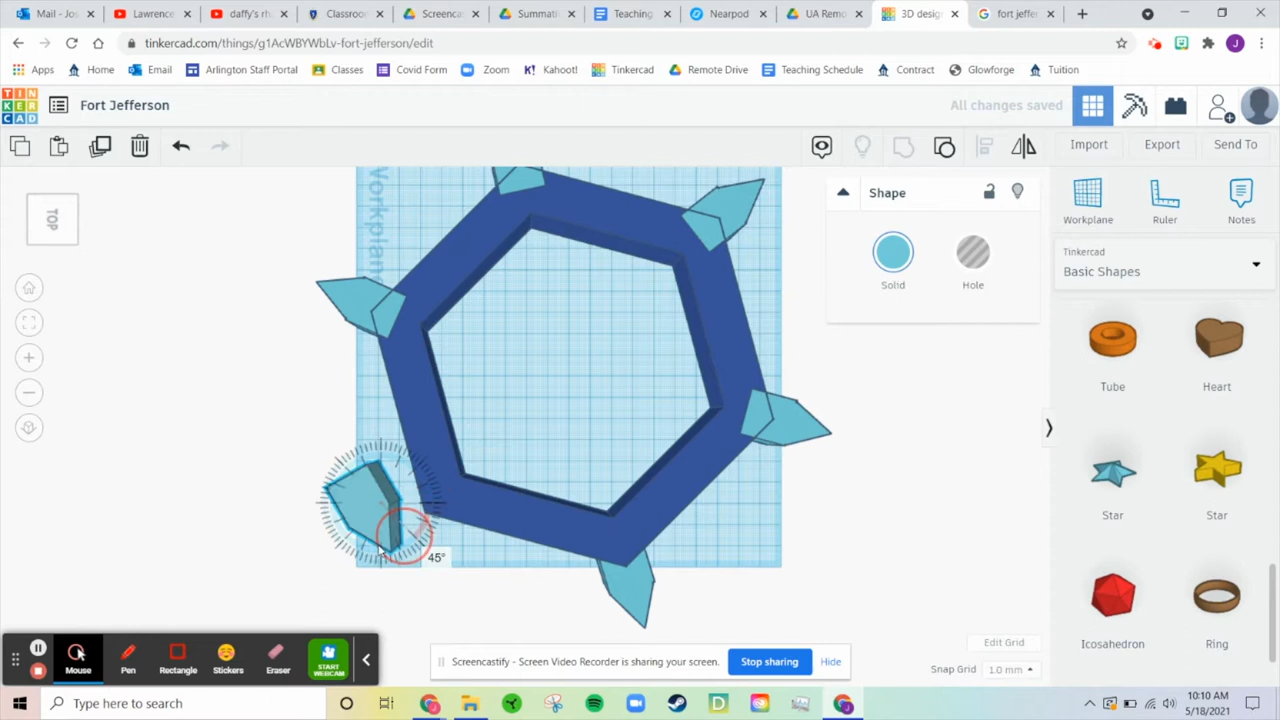 Mail - Jos
Lawrence
daffy's rh
Classroom
Screenca
Summati
Teaching
Nearpod
UA Remo
3D desig
fort jeffe
tinkercad.com/things/g1AcWBYWbLv-fort-jefferson/edit
Apps
Home
Email
Arlington Staff Portal
Classes
Covid Form
Zoom
Kahoot!
Tinkercad
Remote Drive
Teaching Schedule
Contract
Glowforge
Tuition
TIN
KER
CAD
Fort Jefferson
All changes saved
Import
Export
Send To
TOP
Workplane
Shape
Solid
Hole
Workplane
Ruler
Notes
Tinkercad
Basic Shapes
Tube
Heart
Star
Star
Icosahedron
Ring
45°
Edit Grid
Snap Grid
1.0 mm
Mouse
Pen
Rectangle
Stickers
Eraser
START
WEBCAM
Screencastify - Screen Video Recorder is sharing your screen.
Stop sharing
Hide
Type here to search
10:10 AM
5/18/2021